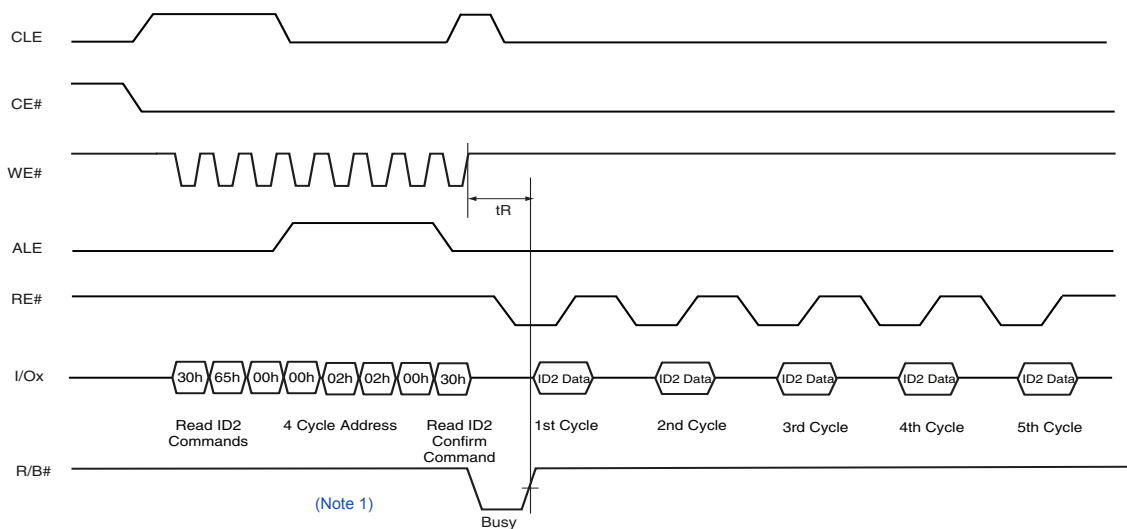 CLE
CE#
WE#
tR
ALE
RE#
I/Ox
30h 65h 00h 00h 02h 02h 00h 30h ID2 Data ID2 Data ID2 Data ID2 Data ID2 Data
Read ID2
Commands
4 Cycle Address
Read ID2
Confirm
Command
1st Cycle
2nd Cycle
3rd Cycle
4th Cycle
5th Cycle
R/B#
(Note 1)
Busy